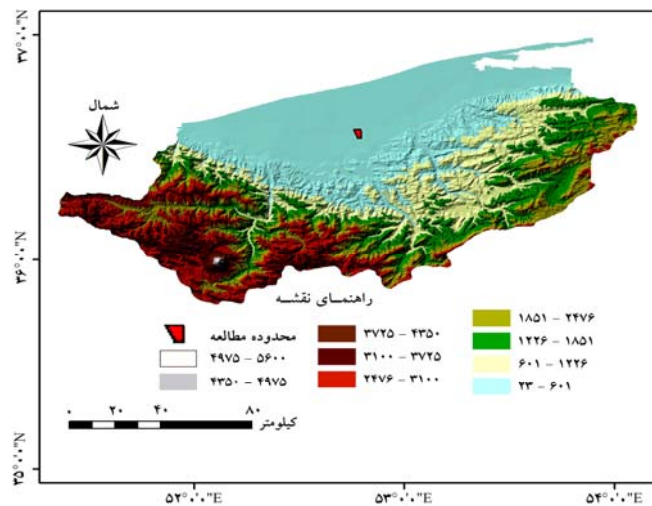 ۳۷°۰'۰"N
شمال
۳۶°۰'۰"N
راهنمای نقشه
محدوده مطالعه
۴۹۷۵ - ۵۶۰۰
۴۳۵۰ - ۴۹۷۵
۳۷۲۵ - ۴۳۵۰
۳۱۰۰ - ۳۷۲۵
۲۴۷۶ - ۳۱۰۰
۱۸۵۱ - ۲۴۷۶
۱۲۲۶ - ۱۸۵۱
۶۰۱ - ۱۲۲۶
۲۳ - ۶۰۱
۰ ۲۰ ۴۰ ۸۰
کیلومتر
۳۵°۰'۰"N
۵۲°۰'۰"E ۵۳°۰'۰"E ۵۴°۰'۰"E